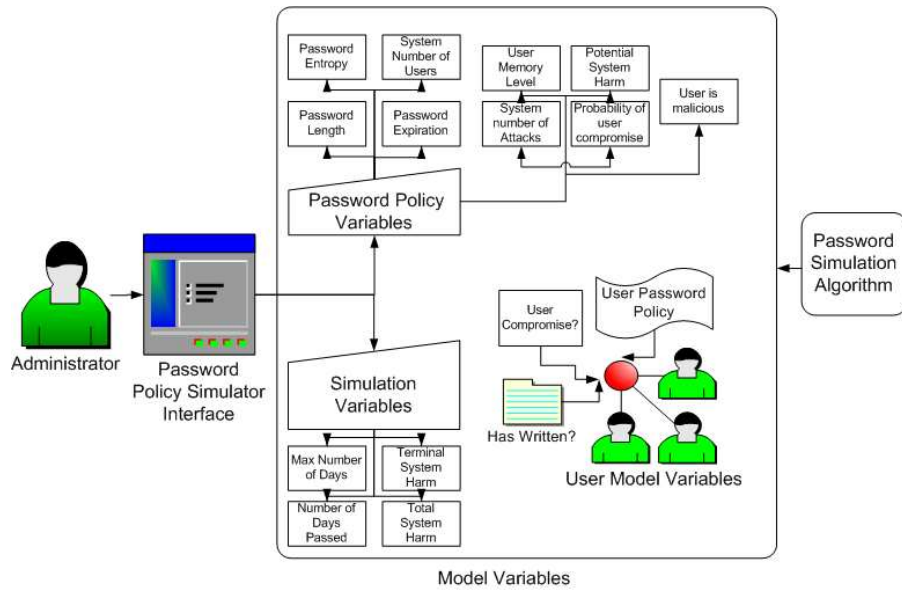 Password
Entropy
System
Number of
Users
Password
Length
Password
Expiration
User
Memory
Level
Potential
System
Harm
System
number of
Attacks
Probability of
user
compromise
User is
malicious
Password Policy
Variables
Password
Simulation
Algorithm
Administrator
Password
Policy Simulator
Interface
Simulation
Variables
Max Number
of Days
Terminal
System
Harm
Number of
Days
Passed
Total
System
Harm
User
Compromise?
User Password
Policy
Has Written?
User Model Variables
Model Variables